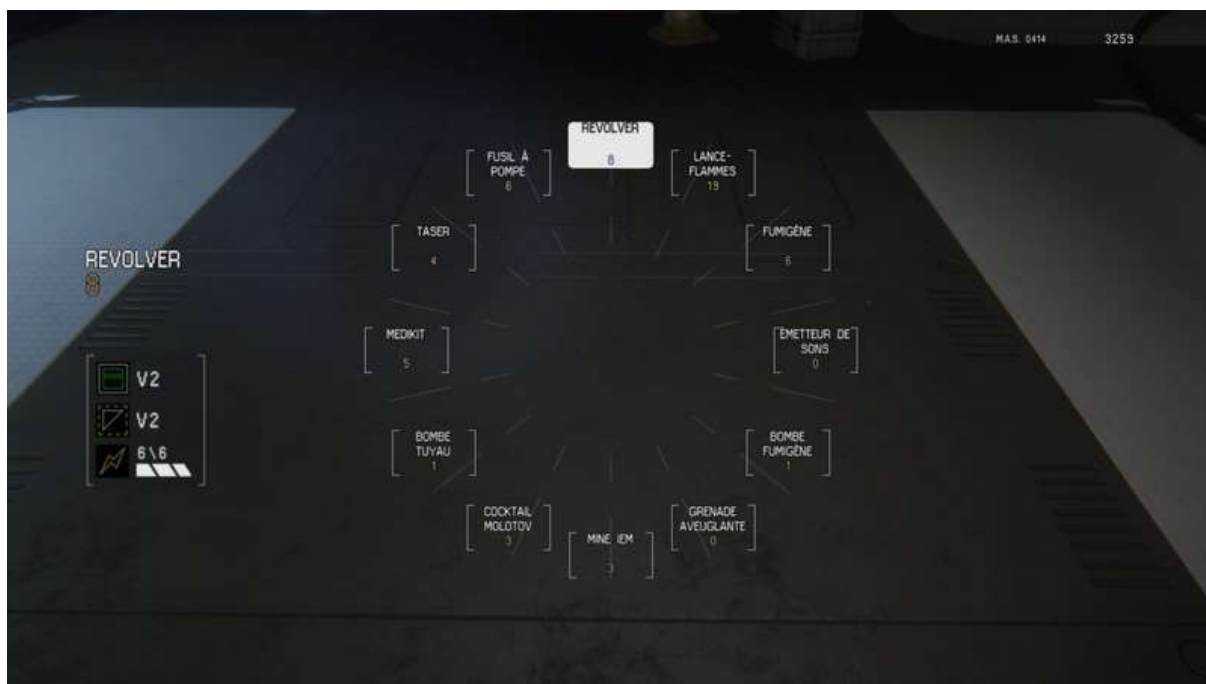 M.A.S. 0414 3259
REVOLVER
8
FUSIL À
POMPE
6
LANCE-
FLAMMES
19
TASER
4
FUMIGÈNE
6
REVOLVER
8
MEDIKIT
5
ÉMETTEUR DE
SONS
0
V2
V2
6\6
BOMBE
TUYAU
1
BOMBE
FUMIGÈNE
1
COCKTAIL
MOLOTOV
3
MINE IEM
3
GRENADE
AVEUGLANTE
0